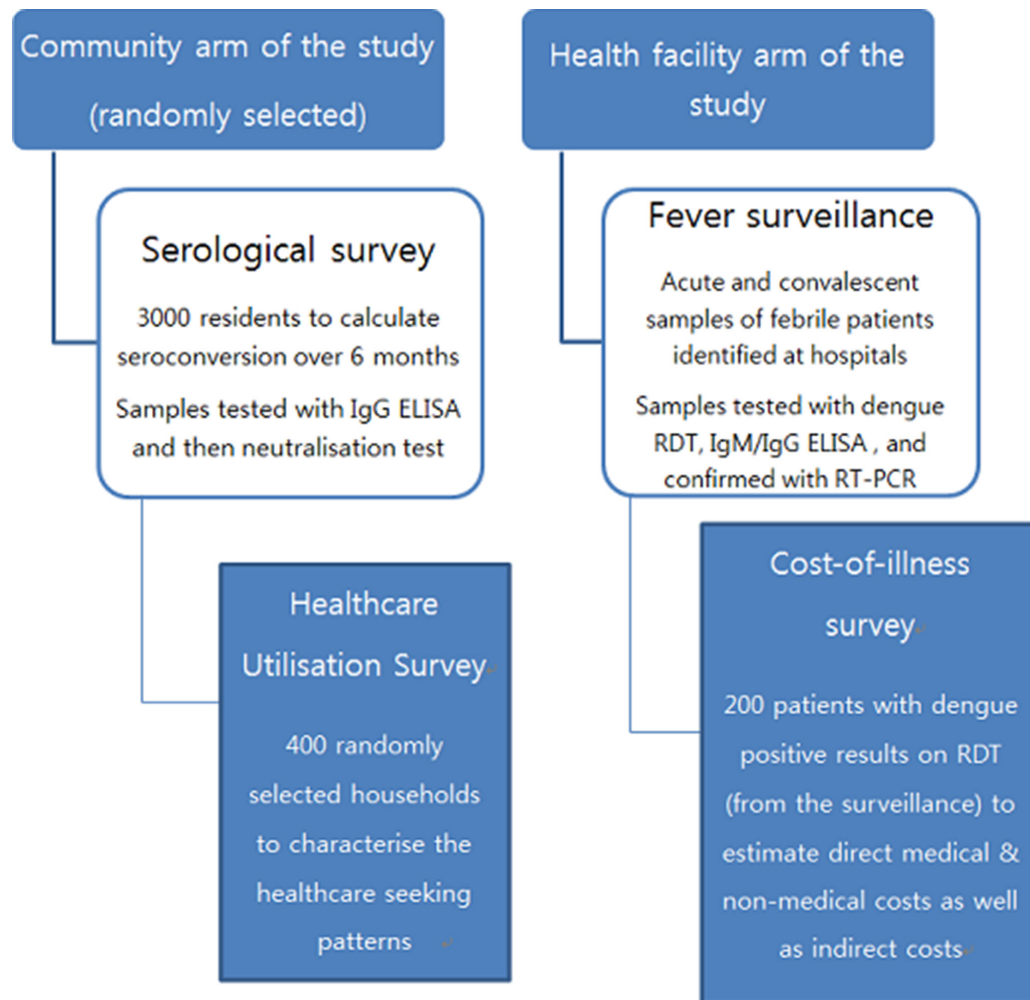 Community arm of the study
(randomly selected)
Serological survey
3000 residents to calculate
seroconversion over 6 months
Samples tested with IgG ELISA
and then neutralisation test
Healthcare
Utilisation Survey
400 randomly
selected households
to characterise the
healthcare seeking
patterns
Health facility arm of the
study
Fever surveillance
Acute and convalescent
samples of febrile patients
identified at hospitals
Samples tested with dengue
RDT, IgM/IgG ELISA , and
confirmed with RT-PCR
Cost-of-illness
survey
200 patients with dengue
positive results on RDT
(from the surveillance) to
estimate direct medical &
non-medical costs as well
as indirect costs